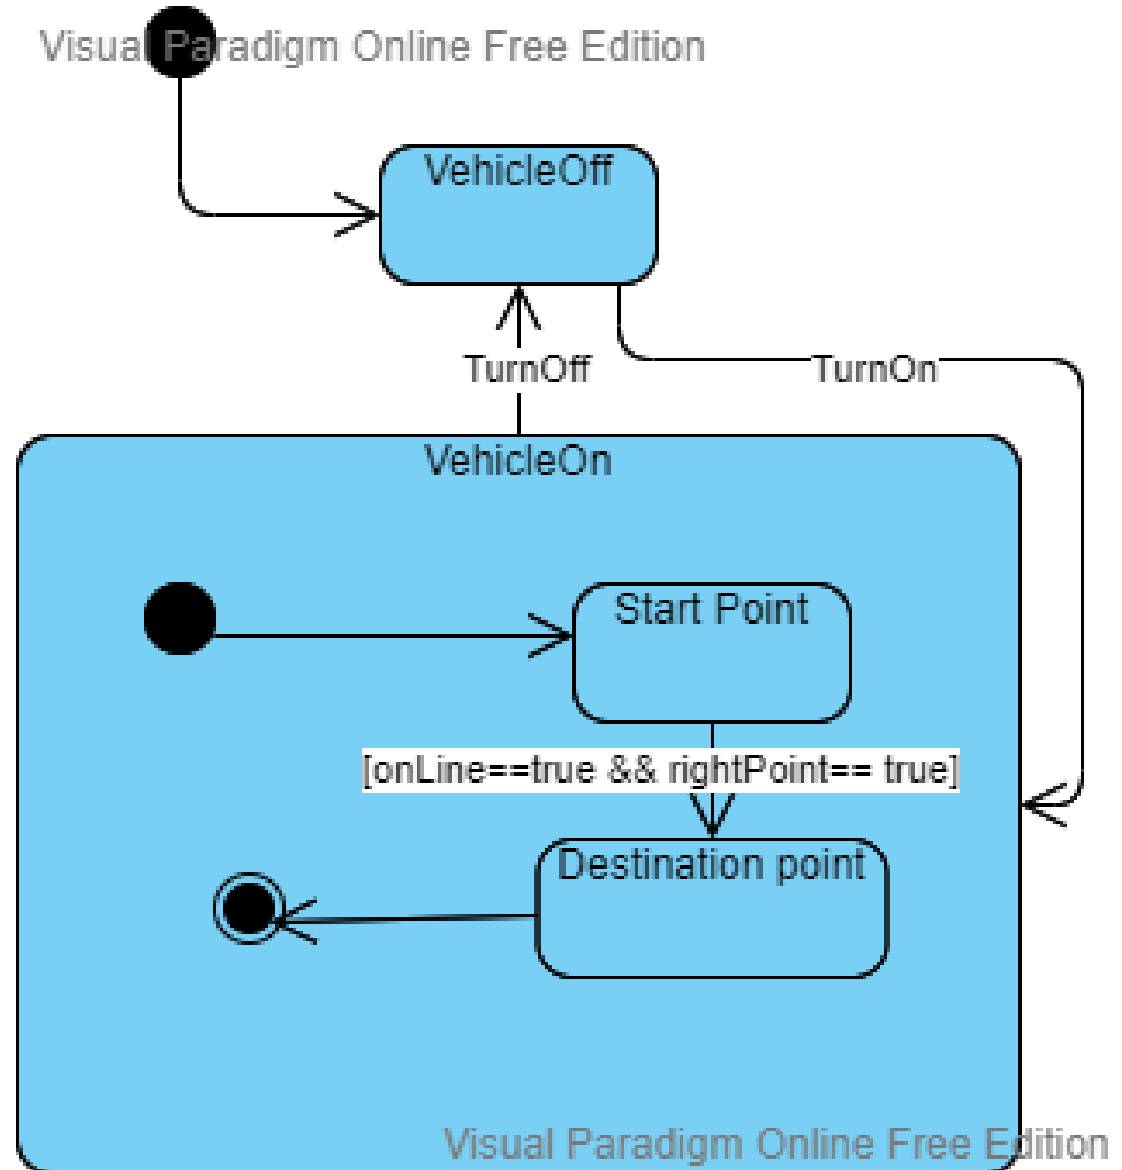 Visual Paradigm Online Free Edition
VehicleOff
TurnOff
TurnOn
VehicleOn
Start Point
[onLine==true && rightPoint== true]
Destination point
Visual Paradigm Online Free Edition